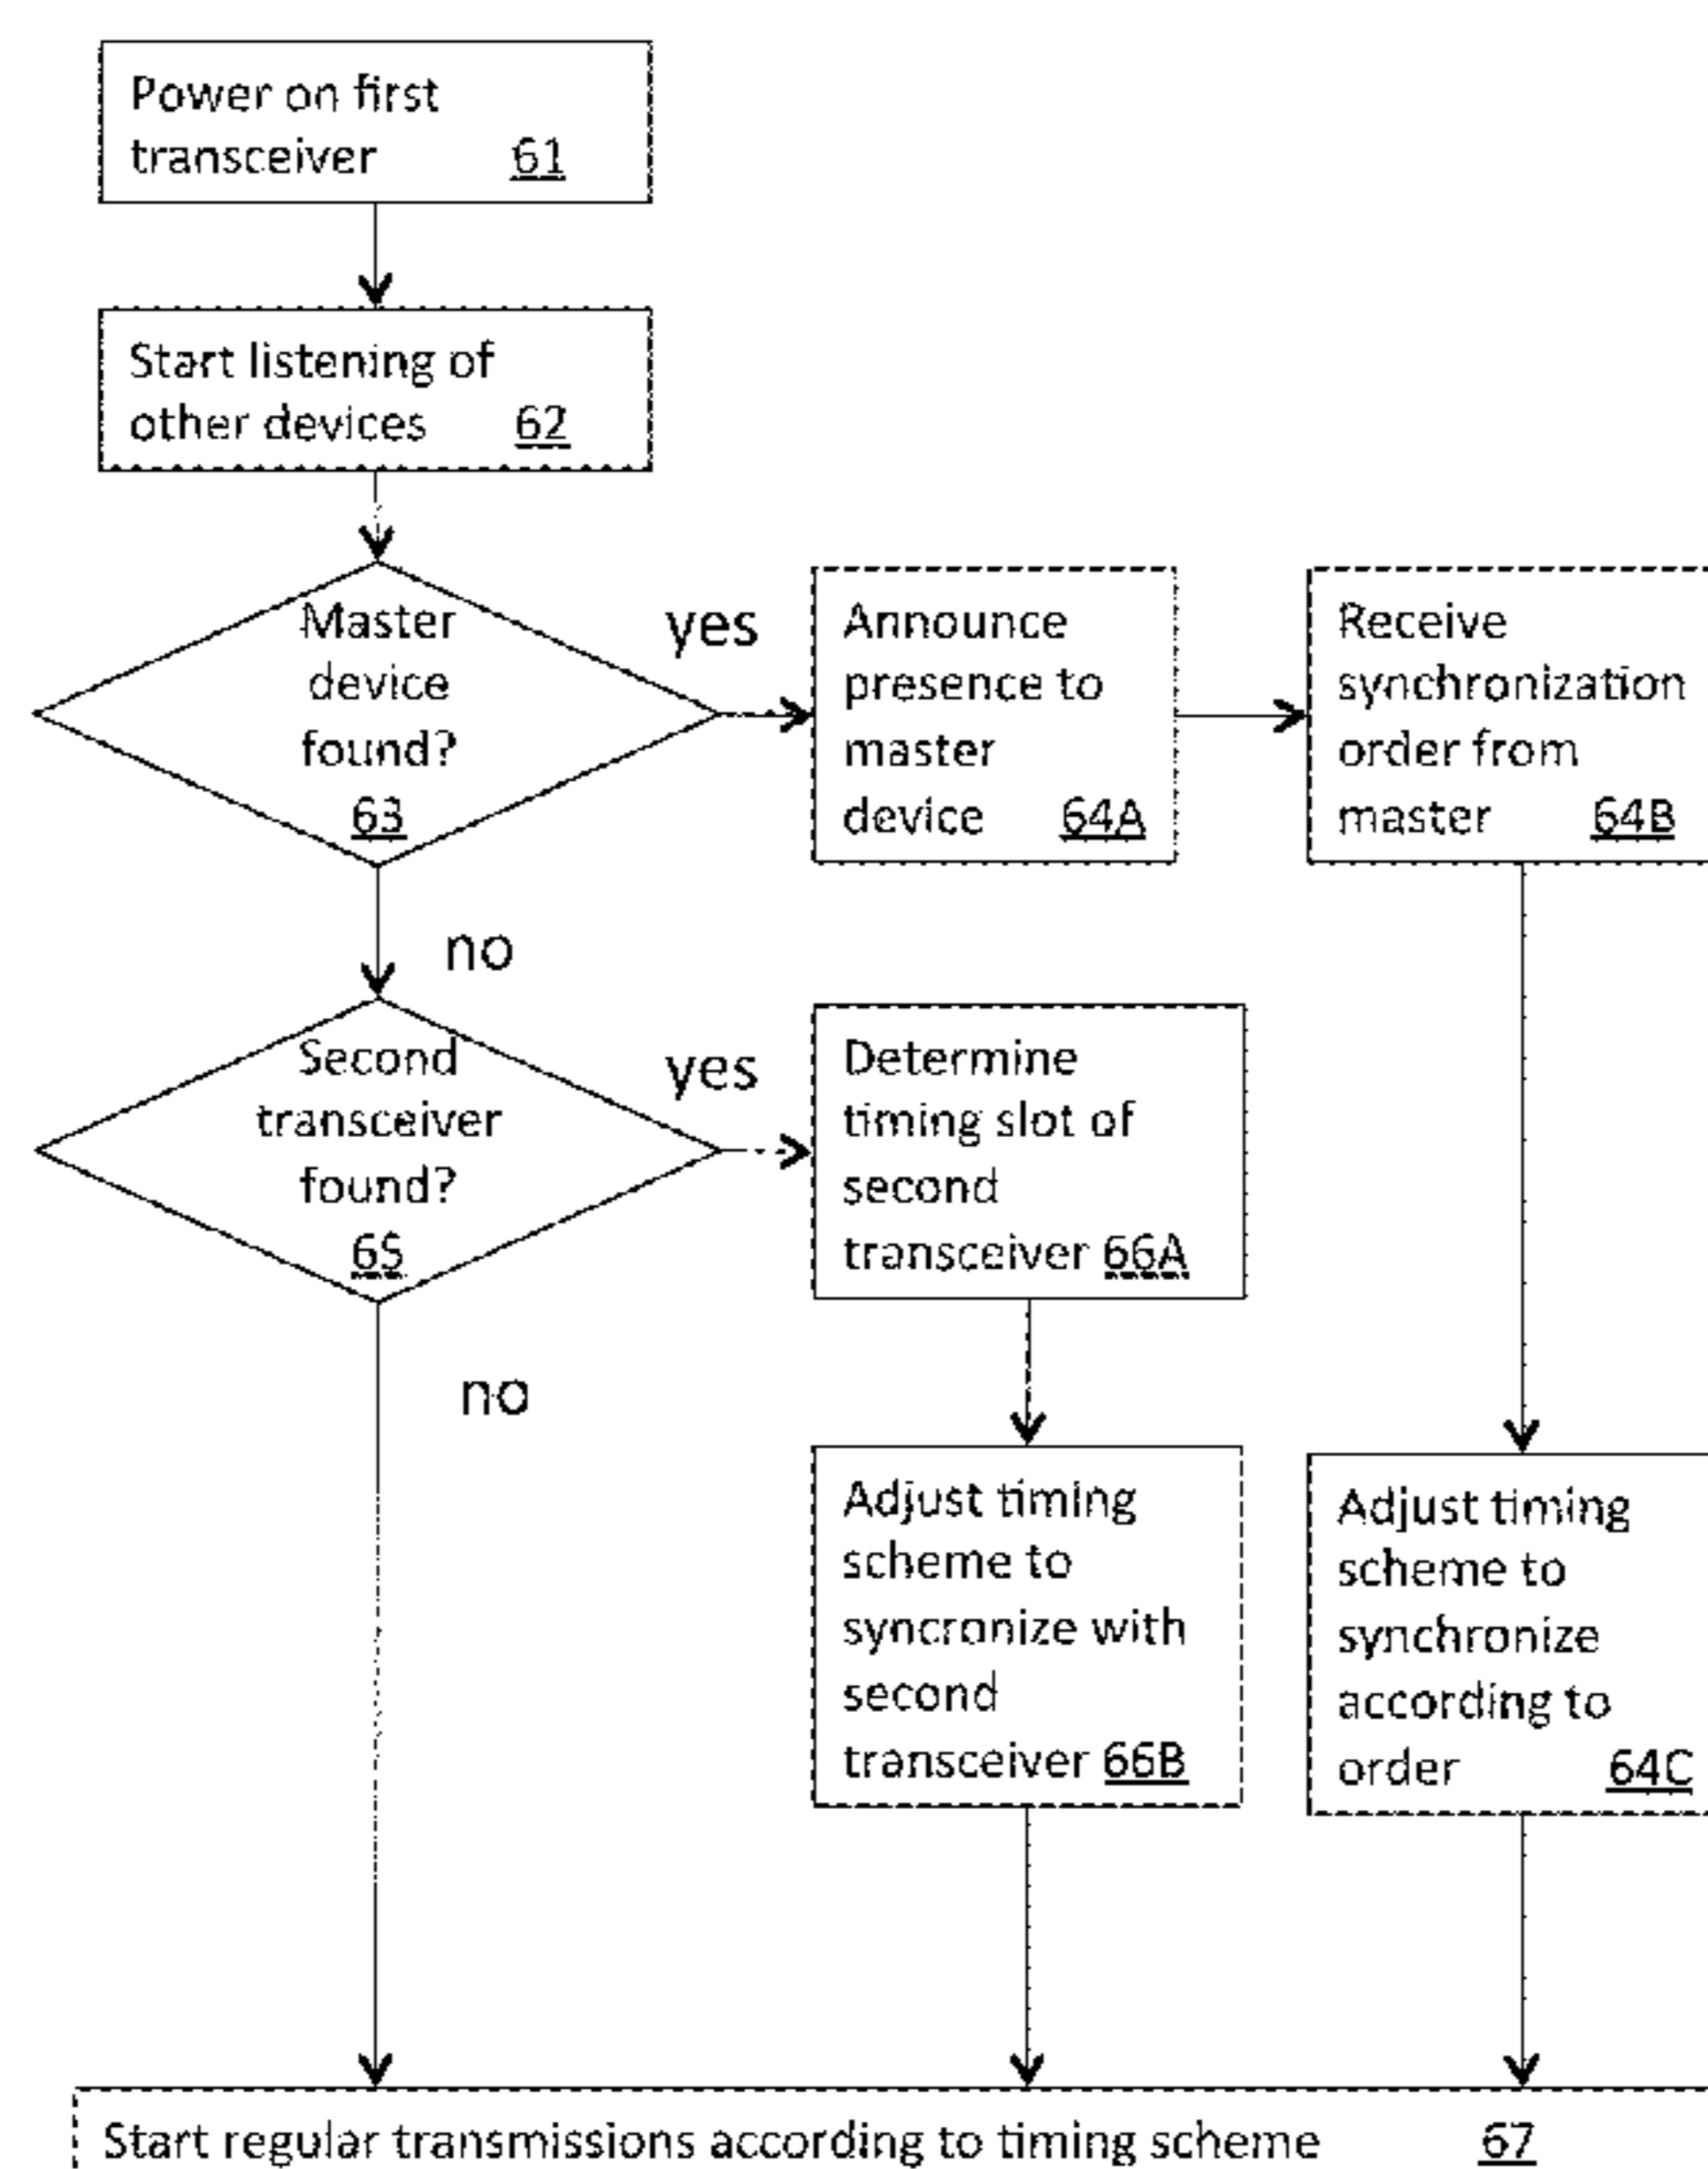 Power on first
transceiver 61
Start listening of
other devices 62
Master
device
found?
63
yes
Announce
presence to
master
device 64A
Receive
synchronization
order from
master 64B
no
Second
transceiver
found?
65
yes
Determine
timing slot of
second
transceiver 66A
no
Adjust timing
scheme to
syncronize with
second
transceiver 66B
Adjust timing
scheme to
synchronize
according to
order 64C
Start regular transmissions according to timing scheme 67